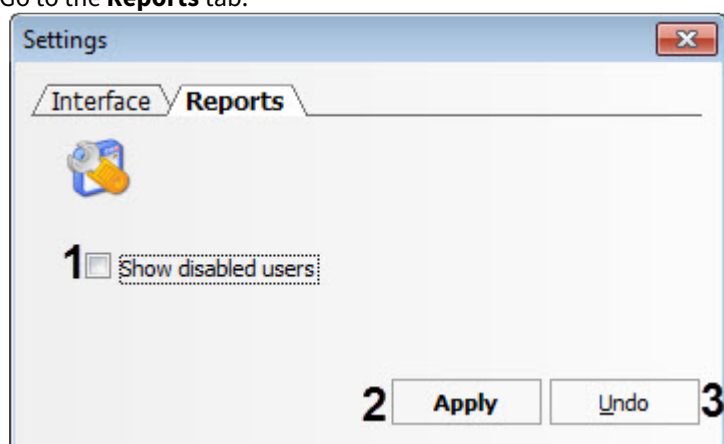 Go to the Reports tab.
Settings
Interface Reports
1 Show disabled users
2 Apply Undo 3